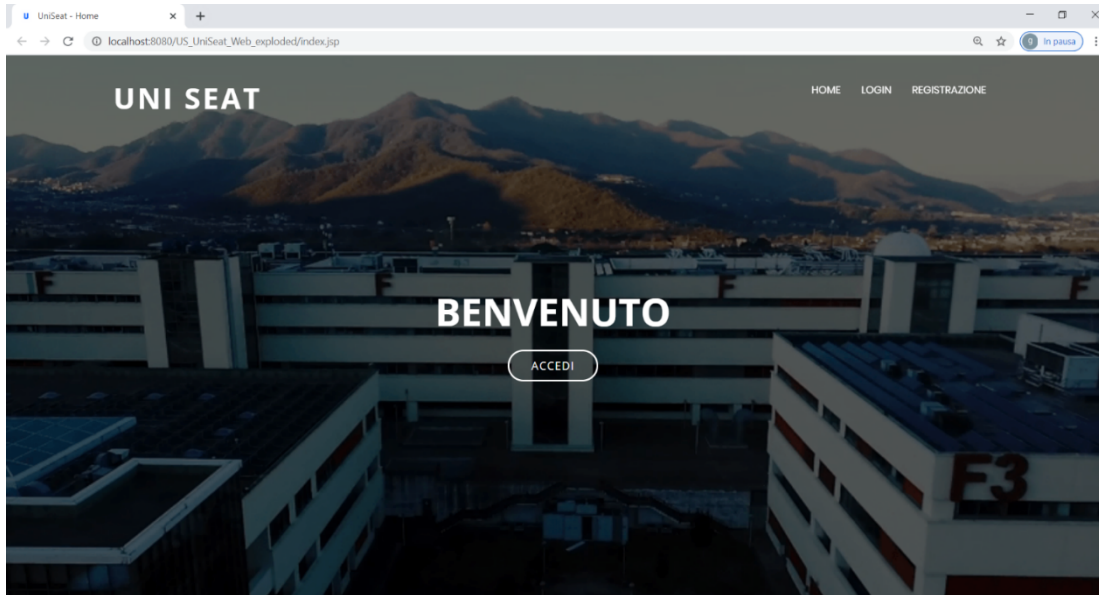 U UniSeat - Home
localhost:8080/US_UniSeat_Web_exploded/index.jsp
g In pausa
UNI SEAT
HOME LOGIN REGISTRAZIONE
F F F F
BENVENUTO
ACCEDI
F3